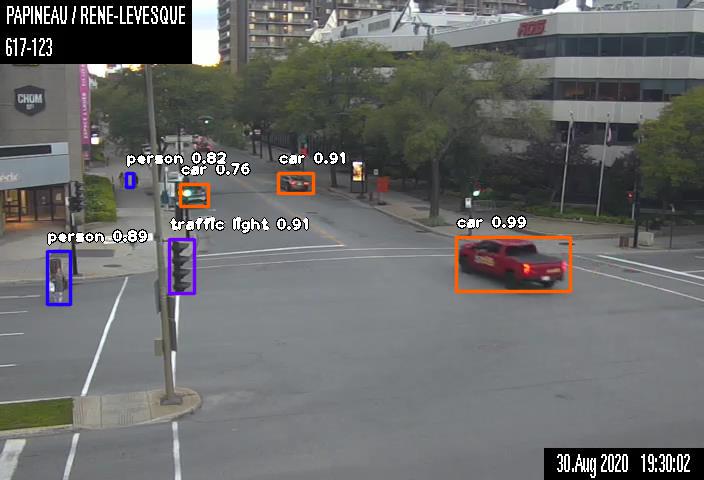 PAPINEAU / RENE-LEVESQUE
617-123
CHOM
person 0.82
car 0.76
car 0.91
person 0.89
traffic light 0.91
car 0.99
30.Aug 2020 19:30:02